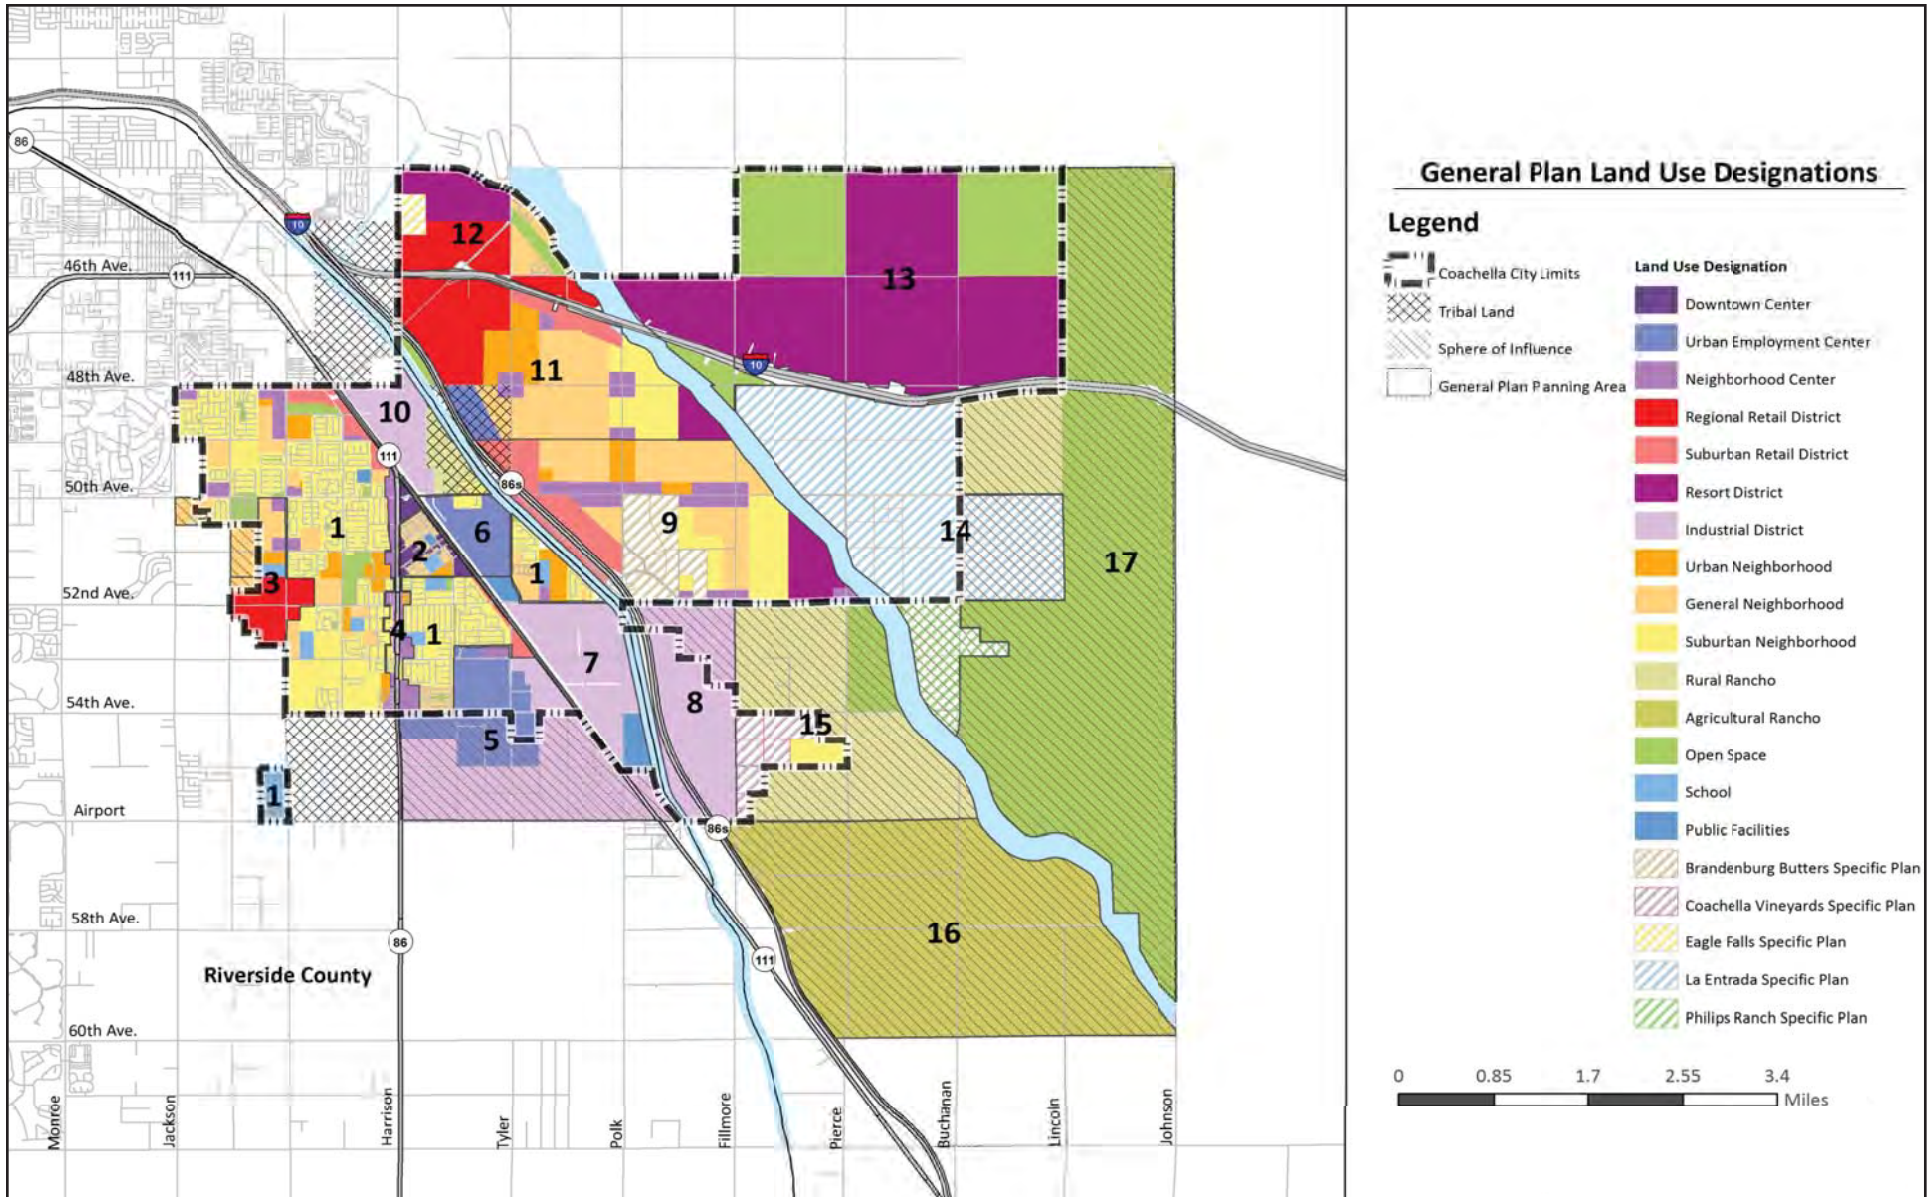 86
10
46th Ave.
111
12
13
10
11
48th Ave.
10
111
50th Ave.
86s
1
2
6
9
14
17
3
1
52nd Ave.
4
1
7
8
54th Ave.
5
15
1
Airport
86s
58th Ave.
86
16
111
Riverside County
60th Ave.
Monroe
Jackson
Harrison
Tyler
Polk
Fillmore
Pierce
Buchanan
Lincoln
Johnson
General Plan Land Use Designations
Legend
Coachella City Limits
Tribal Land
Sphere of Influence
General Plan Panning Area
Land Use Designation
Downtown Center
Urban Employment Center
Neighborhood Center
Regional Retail District
Suburban Retail District
Resort District
Industrial District
Urban Neighborhood
General Neighborhood
Suburban Neighborhood
Rural Rancho
Agricultural Rancho
Open Space
School
Public Facilities
Brandenburg Butters Specific Plan
Coachella Vineyards Specific Plan
Eagle Falls Specific Plan
La Entrada Specific Plan
Philips Ranch Specific Plan
0 0.85 1.7 2.55 3.4
Miles